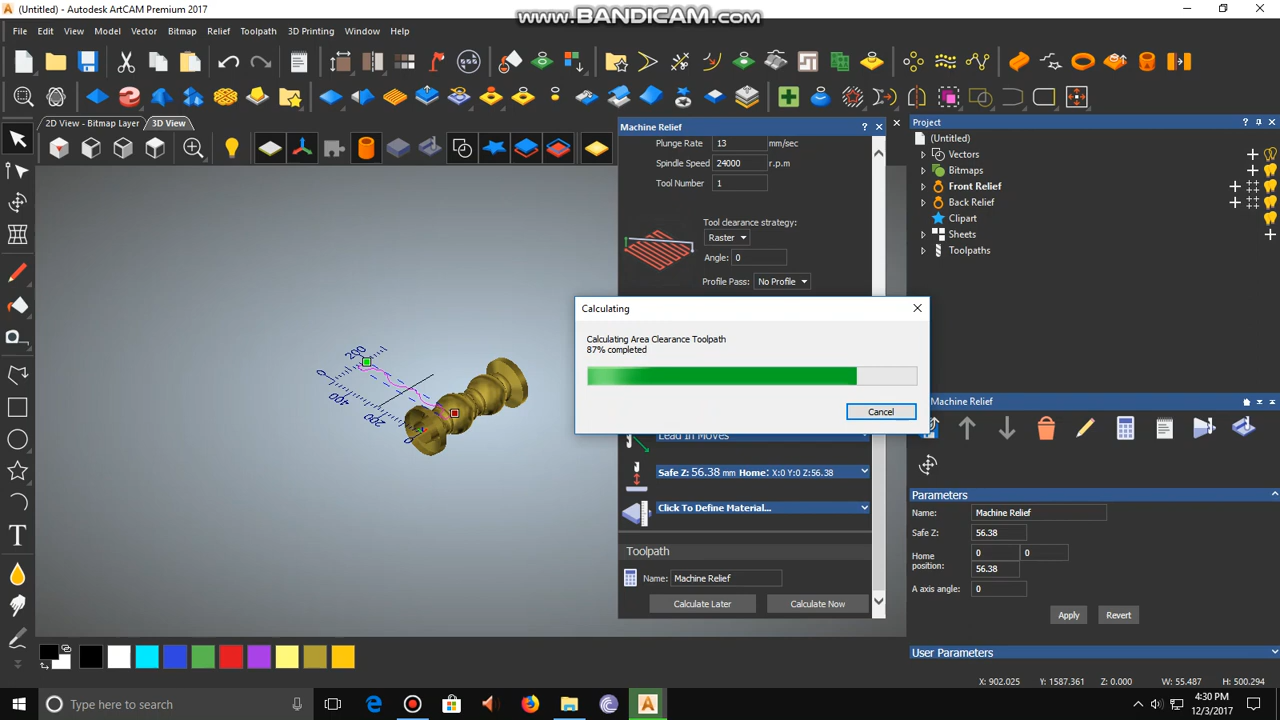 (Untitled) - Autodesk ArtCAM Premium 2017
www.BANDICAM.com
File Edit View Model Vector Bitmap Relief Toolpath 3D Printing Window Help
2D View - Bitmap Layer 3D View
Machine Relief
Plunge Rate 13 mm/sec
Spindle Speed 24000 r.p.m
Tool Number 1
Tool clearance strategy:
Raster
Angle: 0
Profile Pass: No Profile
Calculating
Calculating Area Clearance Toolpath
87% completed
Cancel
Lead In Moves
Safe Z: 56.38 mm Home: X:0 Y:0 Z:56.38
Click To Define Material...
Toolpath
Name: Machine Relief
Calculate Later Calculate Now
200
0
400
200
0
Project
(Untitled)
Vectors
Bitmaps
Front Relief
Back Relief
Clipart
Sheets
Toolpaths
Machine Relief
Parameters
Name: Machine Relief
Safe Z: 56.38
Home position: 0 0
56.38
A axis angle: 0
Apply Revert
User Parameters
X: 902.025 Y: 1587.361 Z: 0.000 W: 55.487 H: 500.294
Type here to search
4:30 PM
12/3/2017